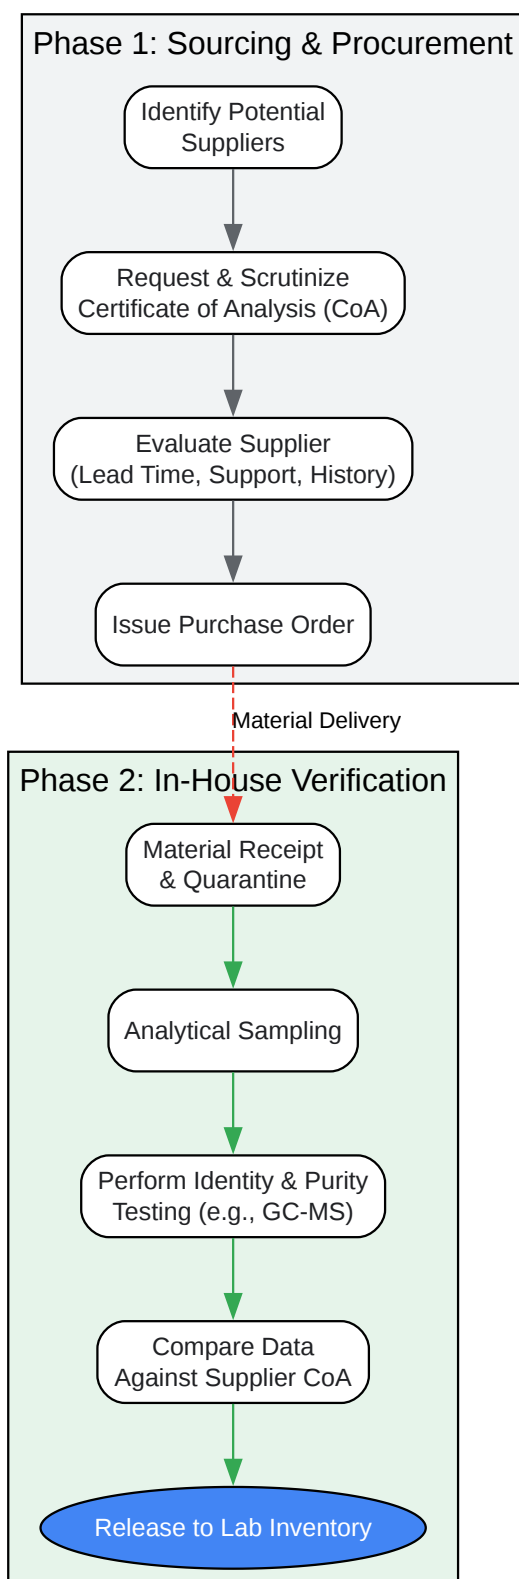 Phase 1: Sourcing & Procurement
Identify Potential
Suppliers
Request & Scrutinize
Certificate of Analysis (CoA)
Evaluate Supplier
(Lead Time, Support, History)
Issue Purchase Order
Material Delivery
Phase 2: In-House Verification
Material Receipt
& Quarantine
Analytical Sampling
Perform Identity & Purity
Testing (e.g., GC-MS)
Compare Data
Against Supplier CoA
Release to Lab Inventory